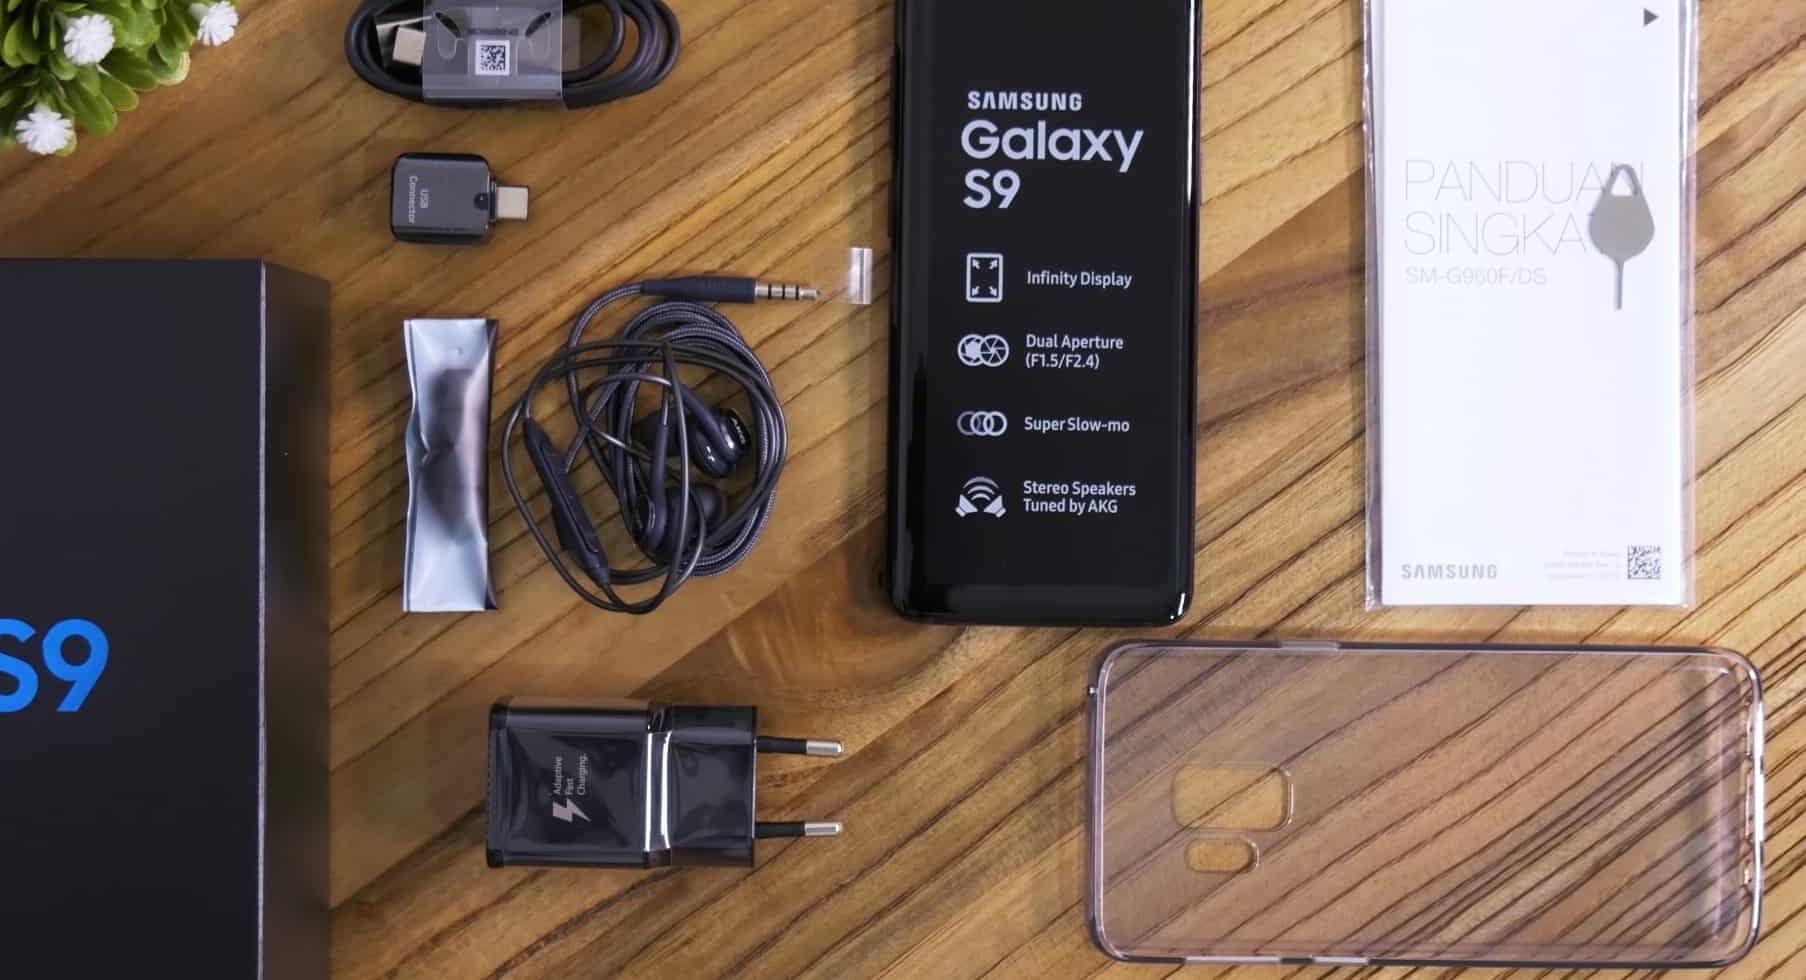 USB
Connector
S9
AKG
Adaptive
Fast
Charging.
SAMSUNG
Galaxy
S9
Infinity Display
Dual Aperture
(F1.5/F2.4)
Super Slow-mo
Stereo Speakers
Tuned by AKG
PANDUAN
SINGKA
SM-G960F/DS
SAMSUNG